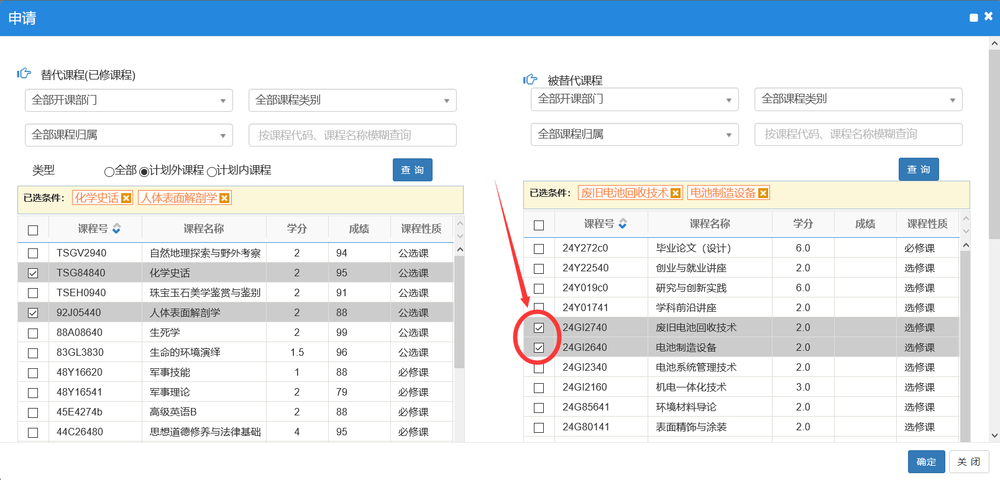 申请
替代课程(已修课程)
全部开课部门 全部课程类别
全部课程归属 按课程代码、课程名称模糊查询
类型 全部 计划外课程 计划内课程 查 询
已选条件： 化学史话 人体表面解剖学
课程号 课程名称 学分 成绩 课程性质
TSGV2940 自然地理探索与野外考察 2 94 公选课
TSG84840 化学史话 2 95 公选课
TSEH0940 珠宝玉石美学鉴赏与鉴别 2 91 公选课
92J05440 人体表面解剖学 2 88 公选课
88A08640 生死学 2 99 公选课
83GL3830 生命的环境演绎 1.5 96 公选课
48Y16620 军事技能 1 88 必修课
48Y16541 军事理论 2 79 必修课
45E4274b 高级英语B 2 88 必修课
44C26480 思想道德修养与法律基础 4 95 必修课
被替代课程
全部开课部门 全部课程类别
全部课程归属 按课程代码、课程名称模糊查询
查 询
已选条件： 废旧电池回收技术 电池制造设备
课程号 课程名称 学分 成绩 课程性质
24Y272c0 毕业论文（设计） 6.0 必修课
24Y22540 创业与就业讲座 2.0 选修课
24Y019c0 研究与创新实践 6.0 选修课
24Y01741 学科前沿讲座 2.0 选修课
24GI2740 废旧电池回收技术 2.0 选修课
24GI2640 电池制造设备 2.0 选修课
24GI2340 电池系统管理技术 2.0 选修课
24GI2160 机电一体化技术 3.0 选修课
24G85641 环境材料导论 2.0 选修课
24G80141 表面精饰与涂装 2.0 选修课
确定 关 闭